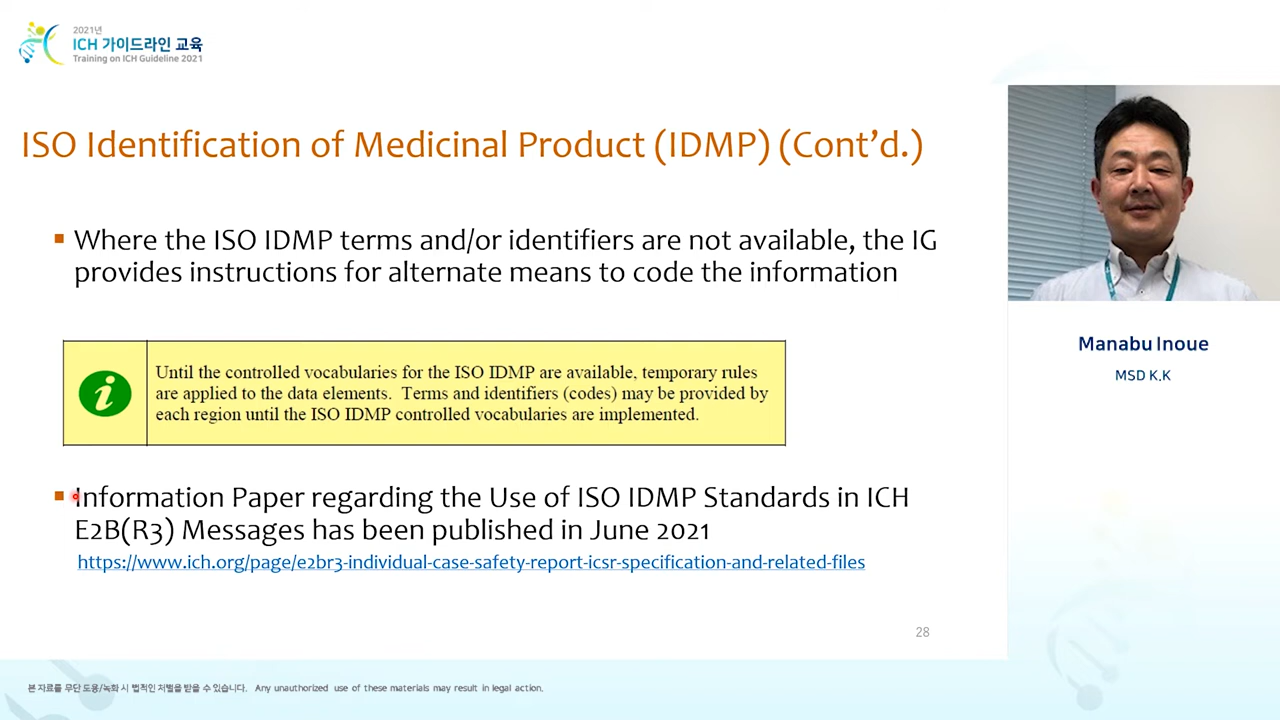 2021년
ICH 가이드라인 교육
Training on ICH Guideline 2021
ISO Identification of Medicinal Product (IDMP) (Cont’d.)
Where the ISO IDMP terms and/or identifiers are not available, the IG
provides instructions for alternate means to code the information
Until the controlled vocabularies for the ISO IDMP are available, temporary rules
are applied to the data elements. Terms and identifiers (codes) may be provided by
each region until the ISO IDMP controlled vocabularies are implemented.
Information Paper regarding the Use of ISO IDMP Standards in ICH
E2B(R3) Messages has been published in June 2021
https://www.ich.org/page/e2br3-individual-case-safety-report-icsr-specification-and-related-files
28
Manabu Inoue
MSD K.K
본 자료를 무단 도용/녹화 시 법적인 처벌을 받을 수 있습니다. Any unauthorized use of these materials may result in legal action.